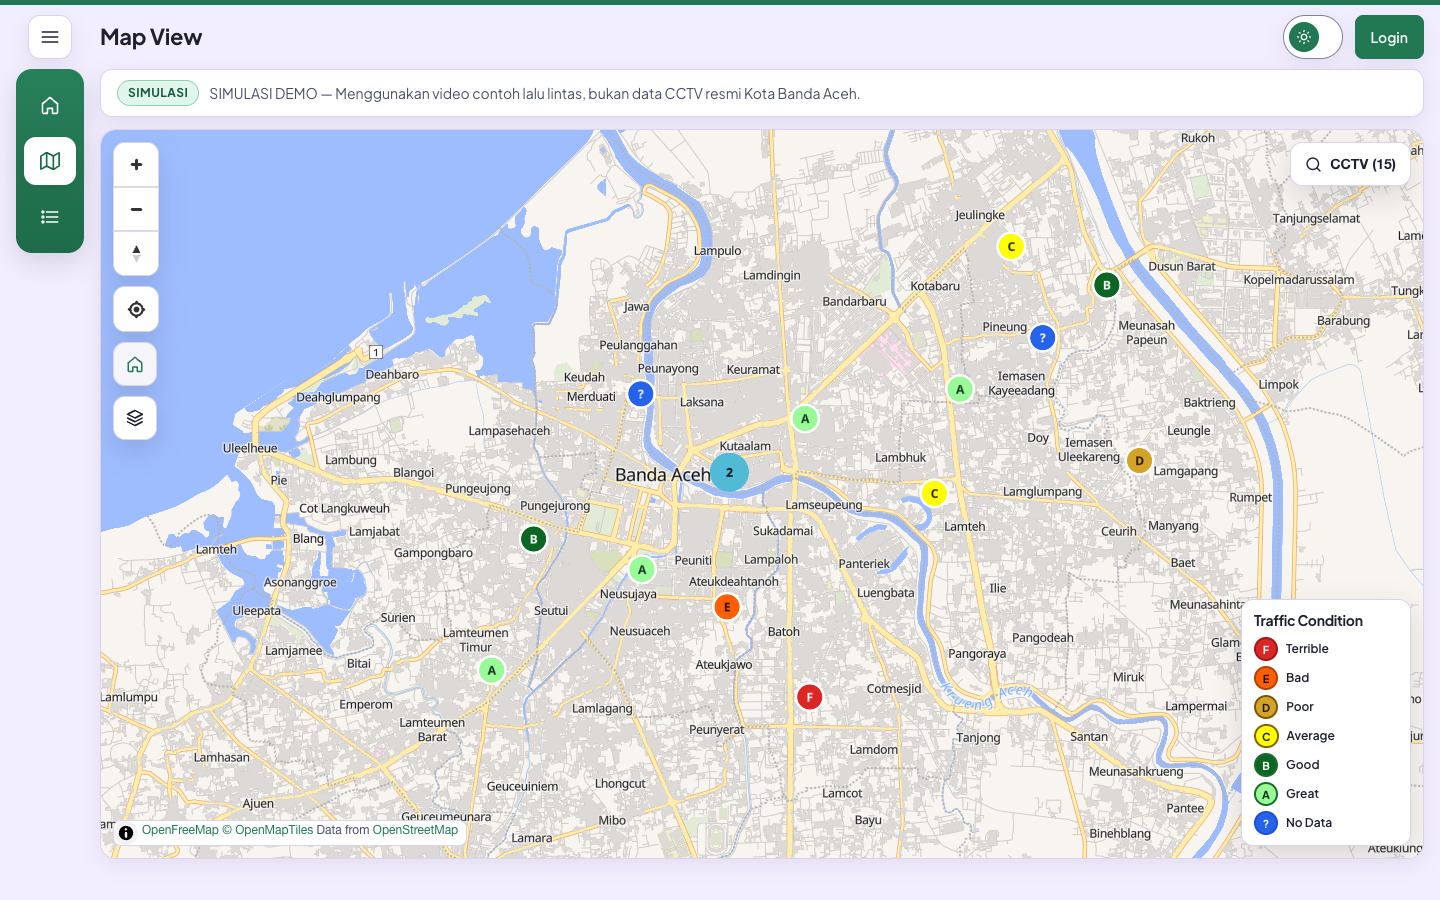 Map View
Login
SIMULASI
SIMULASI DEMO — Menggunakan video contoh lalu lintas, bukan data CCTV resmi Kota Banda Aceh.
CCTV (15)
Rukoh
Jeulingke
Tanjungselamat
C
Lampulo
Lamdingin
Dusun Barat
Kopelmadarussalam
Kotabaru
B
Bandarbaru
Jawa
Pineung
?
Meunasah
Papeun
Barabung
1
Peulanggahan
Peunayong
Keuramat
Deahbaro
Keudah
Merduati
?
Laksana
Iemasen
Kayeeadang
A
Limpok
Deahglumpang
Baktrieng
A
Lampasehaceh
Leungle
Doy
Iemasen
Uleekareng
Uleelheue
Kutaalam
Lambung
Lambhuk
D
Lamgapang
Blangoi
Banda Aceh
2
Pie
Pungeujong
C
Lamglumpang
Rumpet
Cot Langkuweuh
Pungejurong
Lamseupeung
Lamjabat
Sukadamai
Lamteh
Ceurih
Manyang
Blang
B
Lamteh
Gampongbaro
Peuniti
Lampaloh
Panteriek
Baet
A
Asonanggroe
Ateukdeahtanoh
Ilie
Neusujaya
Luengbata
Uleepata
Seutui
E
Surien
Lamteumen
Timur
Neusuaceh
Batoh
Pangodeah
Lamjamee
Bitai
Ateukjawo
Pangoraya
A
Miruk
Lamlumpu
Emperom
F
Cotmesjid
Krueng Aceh
Lampermai
Lamlagang
Lamteumen
Barat
Peunyerat
Tanjong
Santan
Lamhasan
Lamdom
Meunasahkrueng
Geuceuiniem
Lhongcut
Lamcot
Ajuen
Pantee
Geuceumeunara
Mibo
Bayu
Lamara
Binehblang
Traffic Condition
F Terrible
E Bad
D Poor
C Average
B Good
A Great
? No Data
OpenFreeMap © OpenMapTiles Data from OpenStreetMap